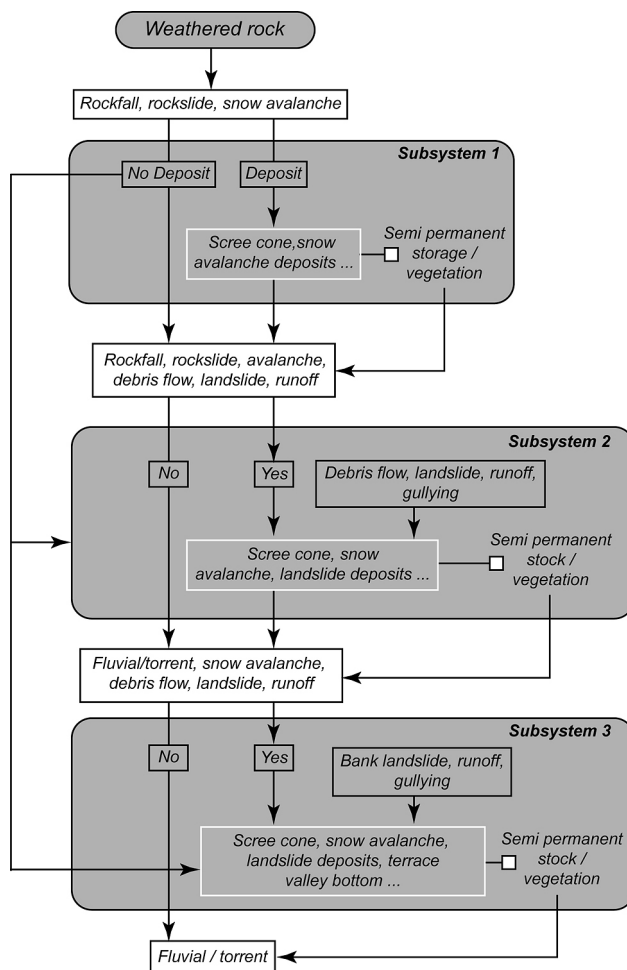 Weathered rock
Rockfall, rockslide, snow avalanche
Subsystem 1
No Deposit
Deposit
Scree cone,snow
avalanche deposits ...
Semi permanent
storage /
vegetation
Rockfall, rockslide, avalanche,
debris flow, landslide, runoff
Subsystem 2
No
Yes
Debris flow, landslide, runoff,
gullying
Scree cone, snow
avalanche, landslide deposits ...
Semi permanent
stock /
vegetation
Fluvial/torrent, snow avalanche,
debris flow, landslide, runoff
Subsystem 3
No
Yes
Bank landslide, runoff,
gullying
Scree cone, snow avalanche,
landslide deposits, terrace
valley bottom ...
Semi permanent
stock /
vegetation
Fluvial / torrent